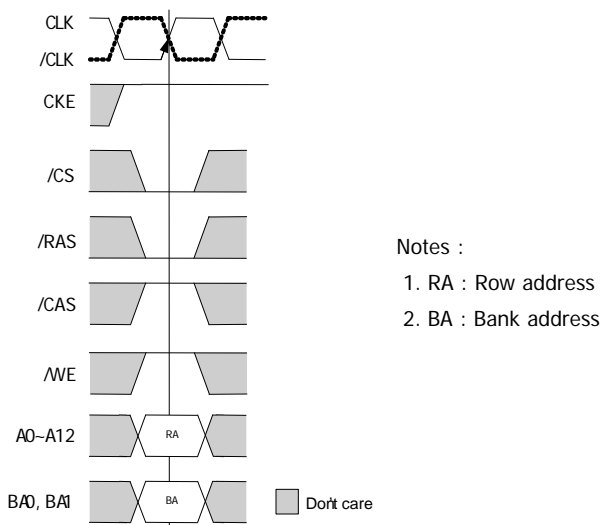 CLK
/CLK
CKE
/CS
/RAS
Notes :
1. RA : Row address
/CAS
2. BA : Bank address
/WE
A0~A12 RA
BA0, BA1 BA Don't care